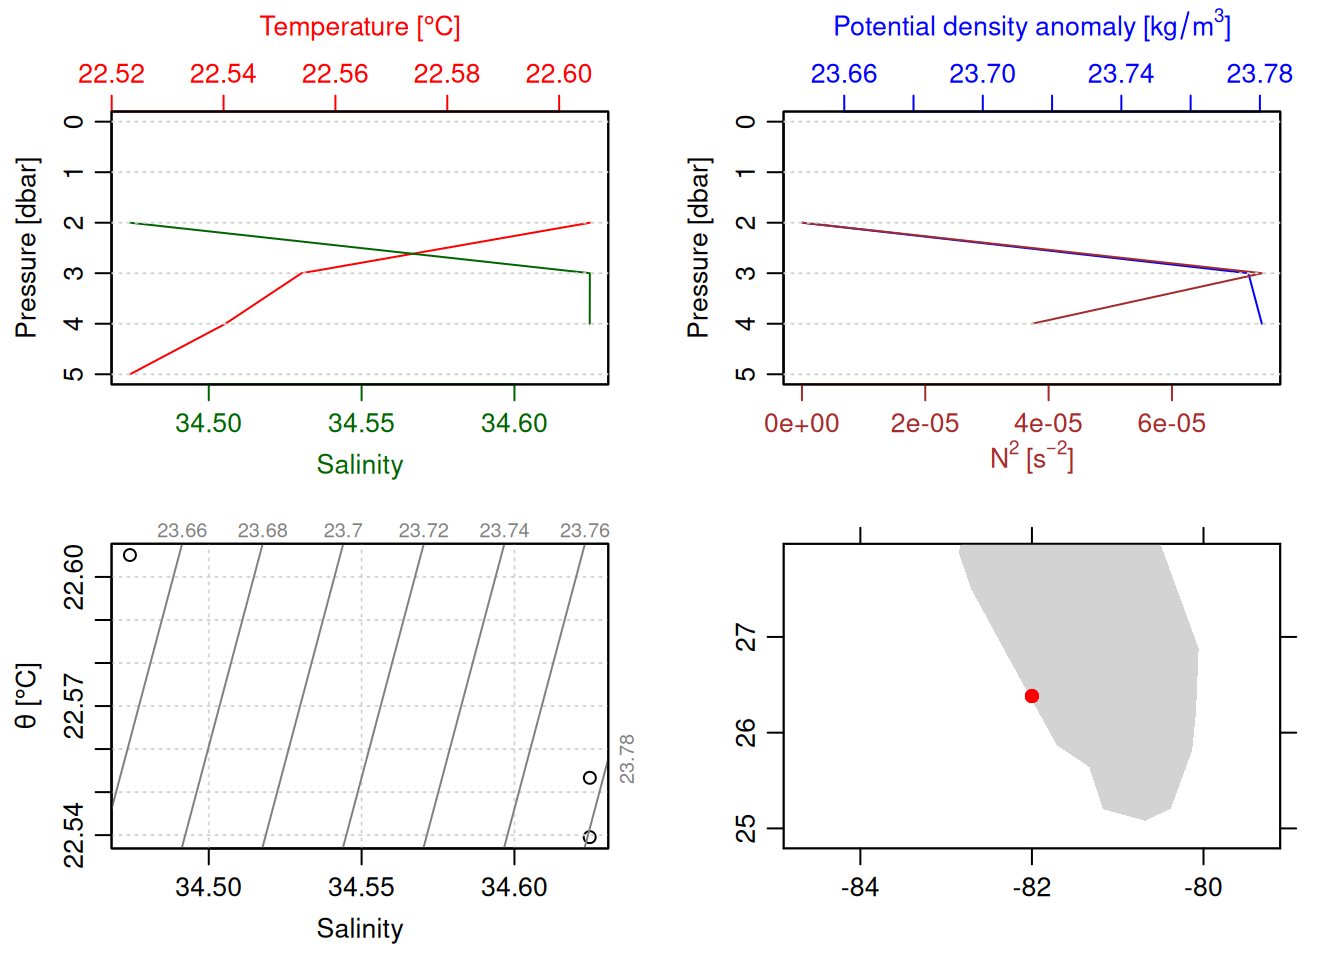 Temperature [°C]
22.52 22.54 22.56 22.58 22.60
0
1
2
3
4
5
Pressure [dbar]
34.50 34.55 34.60
Salinity
Potential density anomaly [kg/m³]
23.66 23.70 23.74 23.78
0
1
2
3
4
5
Pressure [dbar]
0e+00 2e-05 4e-05 6e-05
N² [s⁻²]
23.66 23.68 23.7 23.72 23.74 23.76
23.78
22.60
22.57
22.54
θ [°C]
34.50 34.55 34.60
Salinity
27
26
25
-84 -82 -80